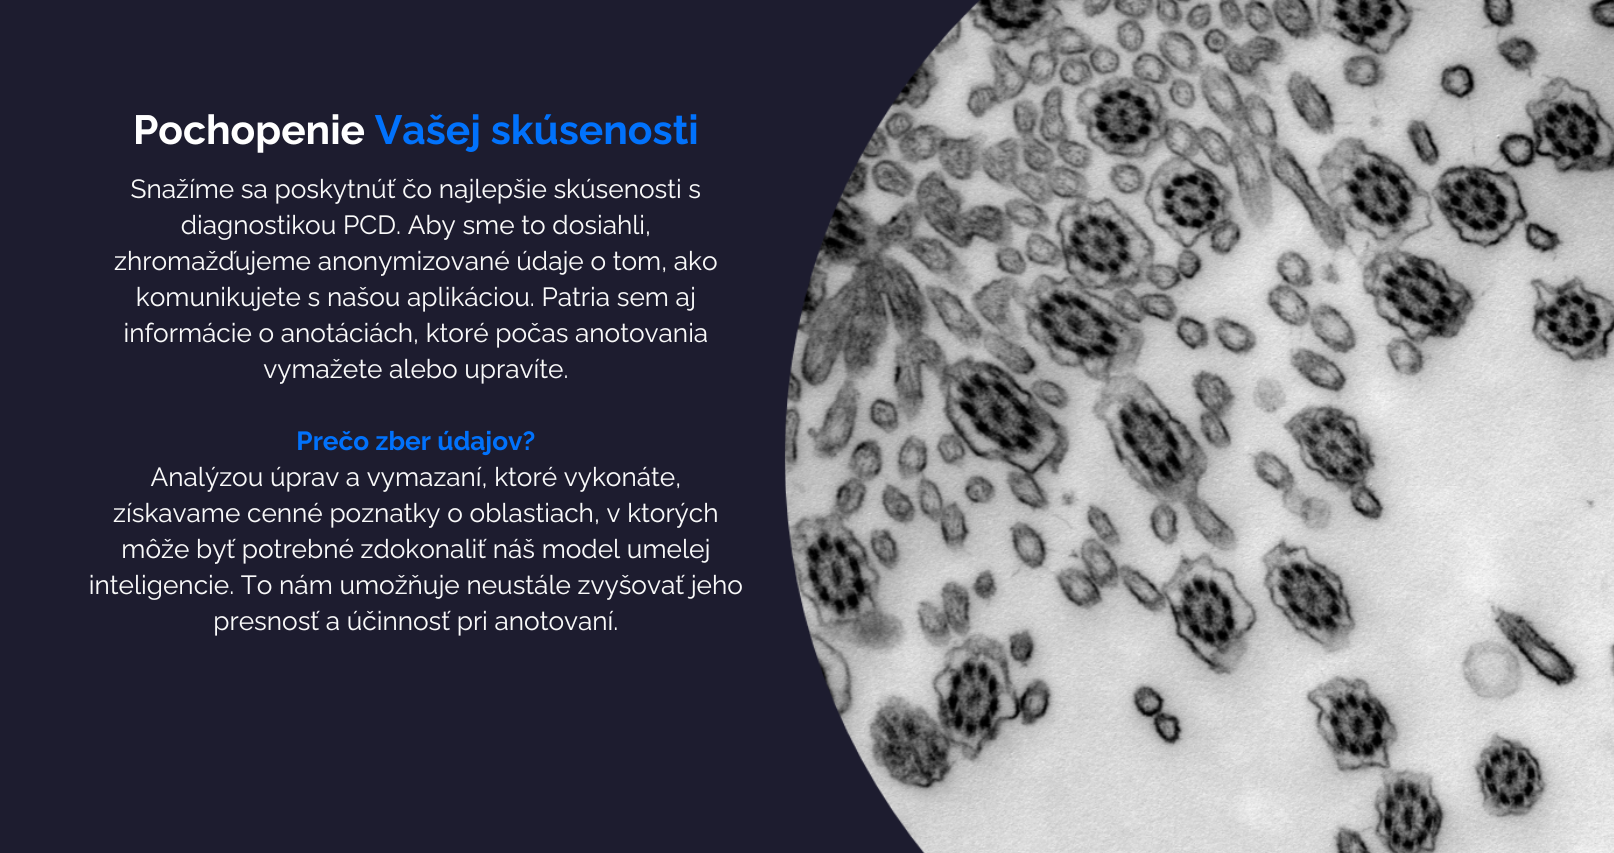 Pochopenie Vašej skúsenosti
Snažíme sa poskytnúť čo najlepšie skúsenosti s
diagnostikou PCD. Aby sme to dosiahli,
zhromažďujeme anonymizované údaje o tom, ako
komunikujete s našou aplikáciou. Patria sem aj
informácie o anotáciách, ktoré počas anotovania
vymažete alebo upravíte.
Prečo zber údajov?
Analýzou úprav a vymazaní, ktoré vykonáte,
získavame cenné poznatky o oblastiach, v ktorých
môže byť potrebné zdokonaliť náš model umelej
inteligencie. To nám umožňuje neustále zvyšovať jeho
presnosť a účinnosť pri anotovaní.